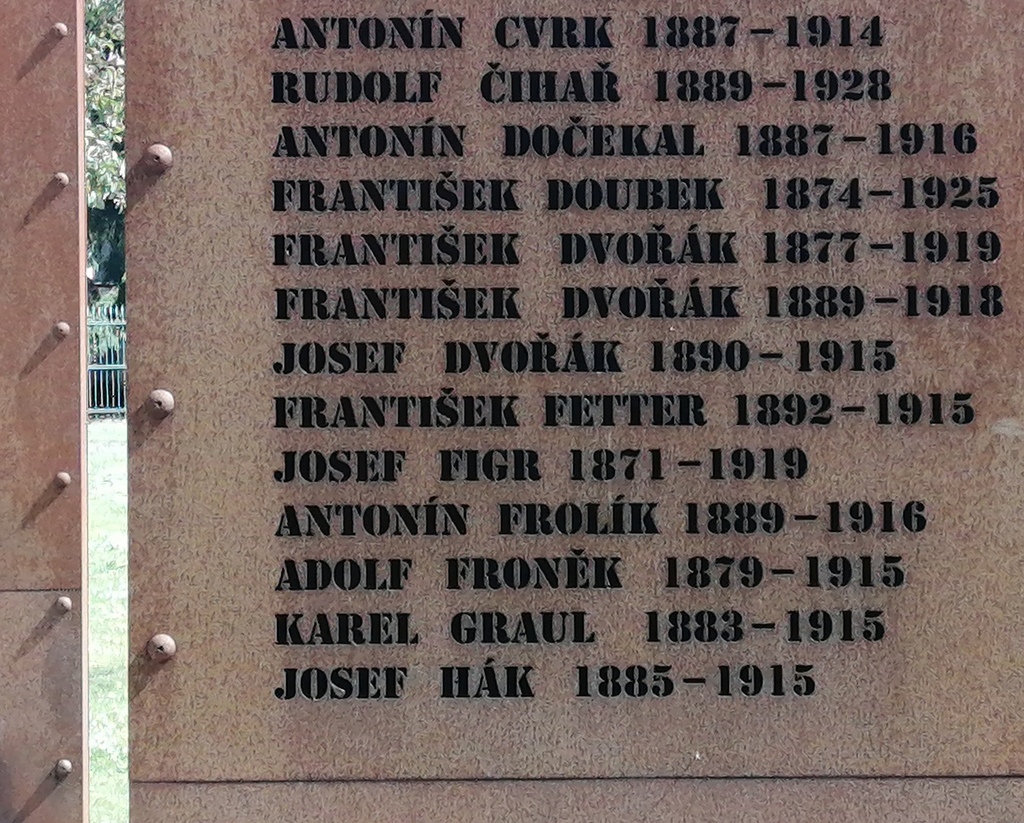 ANTONÍN CVRK 1887-1914
RUDOLF ČIHAŘ 1889-1928
ANTONÍN DOČEKAL 1887-1916
FRANTIŠEK DOUBEK 1874-1925
FRANTIŠEK DVOŘÁK 1877-1919
FRANTIŠEK DVOŘÁK 1889-1918
JOSEF DVOŘÁK 1890-1915
FRANTIŠEK FETTER 1892-1915
JOSEF FIGR 1871-1919
ANTONÍN FROLÍK 1889-1916
ADOLF FRONĚK 1879-1915
KAREL GRAUL 1883-1915
JOSEF HÁK 1885-1915